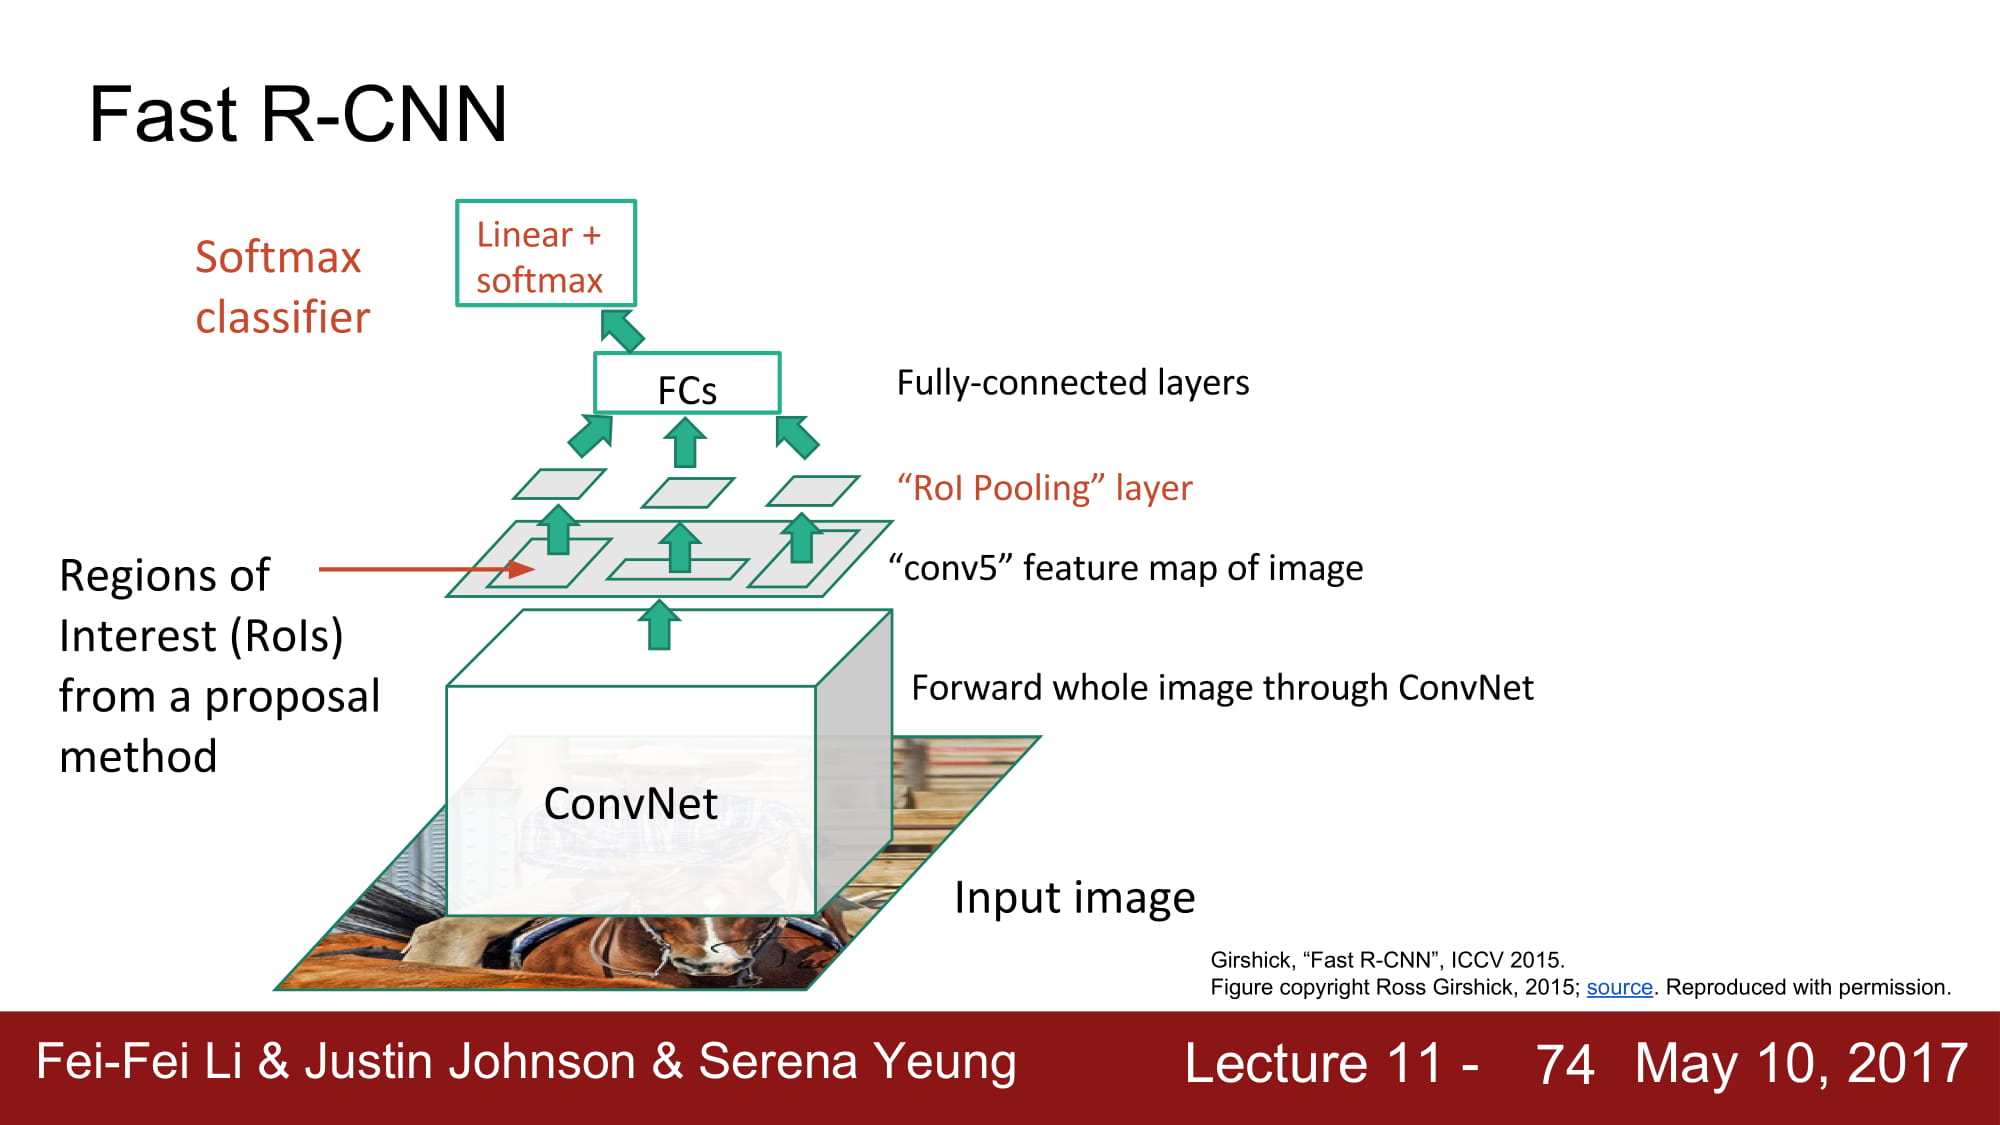 Fast R-CNN
Softmax
classifier
Linear +
softmax
FCs
Fully-connected layers
“RoI Pooling” layer
“conv5” feature map of image
Regions of
Interest (RoIs)
from a proposal
method
Forward whole image through ConvNet
ConvNet
Input image
Girshick, “Fast R-CNN”, ICCV 2015.
Figure copyright Ross Girshick, 2015; source. Reproduced with permission.
Fei-Fei Li & Justin Johnson & Serena Yeung
Lecture 11 - 74 May 10, 2017